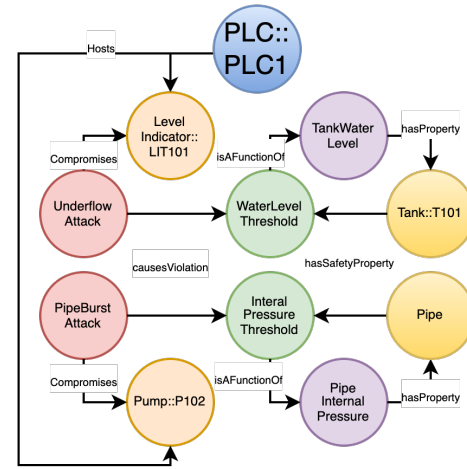 PLC::
PLC1
Hosts
Level
Indicator::
LIT101
TankWater
Level
hasProperty
Compromises
isAFunctionOf
Underflow
Attack
WaterLevel
Threshold
Tank::T101
causesViolation
hasSafetyProperty
PipeBurst
Attack
Interal
Pressure
Threshold
Pipe
Compromises
isAFunctionOf
Pump::P102
Pipe
Internal
Pressure
hasProperty